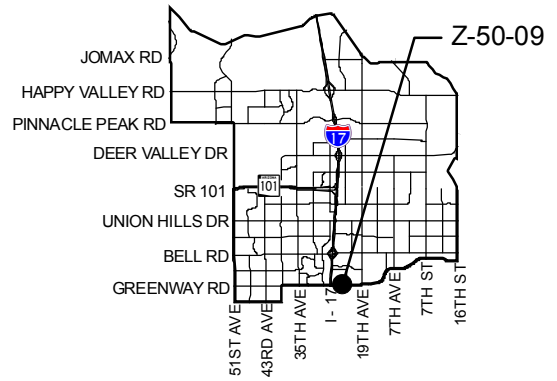 Z-50-09
JOMAX RD
HAPPY VALLEY RD
PINNACLE PEAK RD
17
DEER VALLEY DR
SR 101
101
UNION HILLS DR
BELL RD
GREENWAY RD
51ST AVE
43RD AVE
35TH AVE
I - 17
19TH AVE
7TH AVE
7TH ST
16TH ST